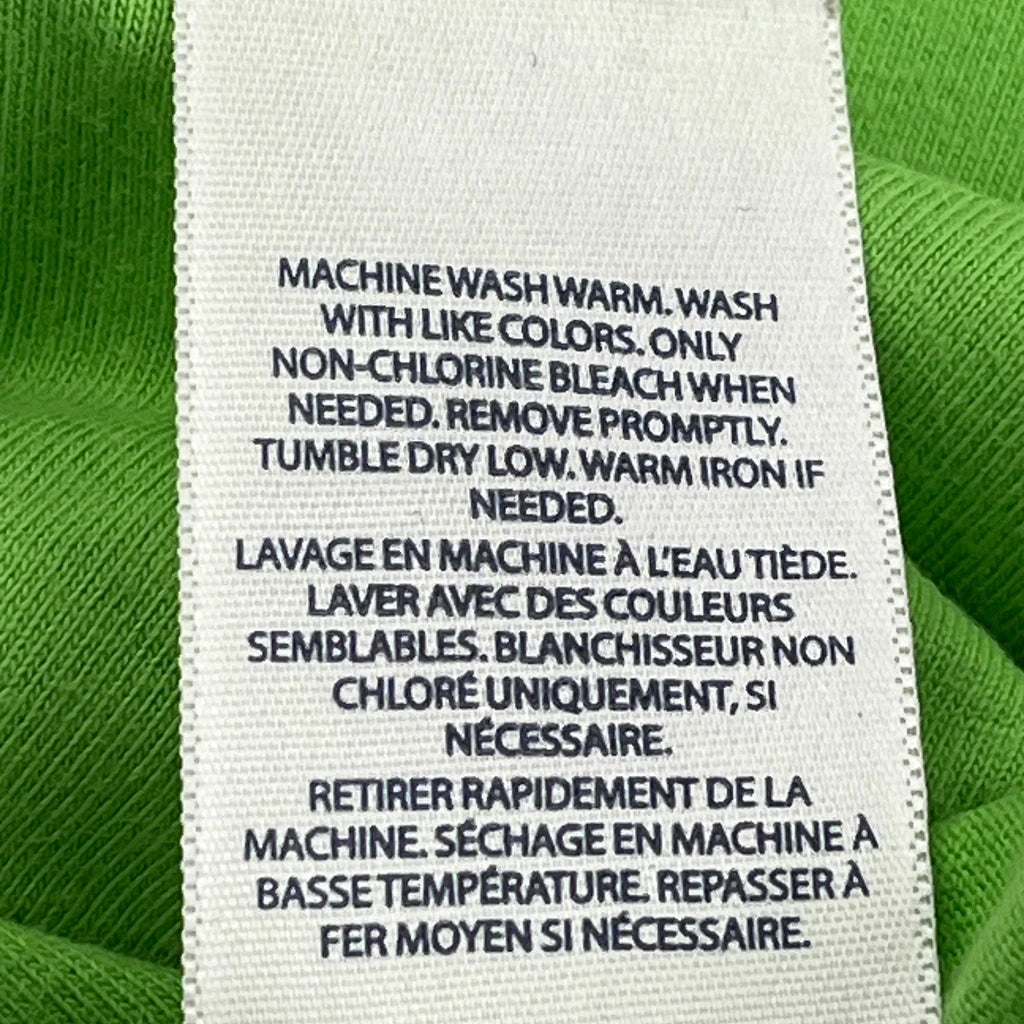 MACHINE WASH WARM. WASH
WITH LIKE COLORS. ONLY
NON-CHLORINE BLEACH WHEN
NEEDED. REMOVE PROMPTLY.
TUMBLE DRY LOW. WARM IRON IF
NEEDED.
LAVAGE EN MACHINE À L'EAU TIÈDE.
LAVER AVEC DES COULEURS
SEMBLABLES. BLANCHISSEUR NON
CHLORÉ UNIQUEMENT, SI
NÉCESSAIRE.
RETIRER RAPIDEMENT DE LA
MACHINE. SÉCHAGE EN MACHINE À
BASSE TEMPÉRATURE. REPASSER À
FER MOYEN SI NÉCESSAIRE.